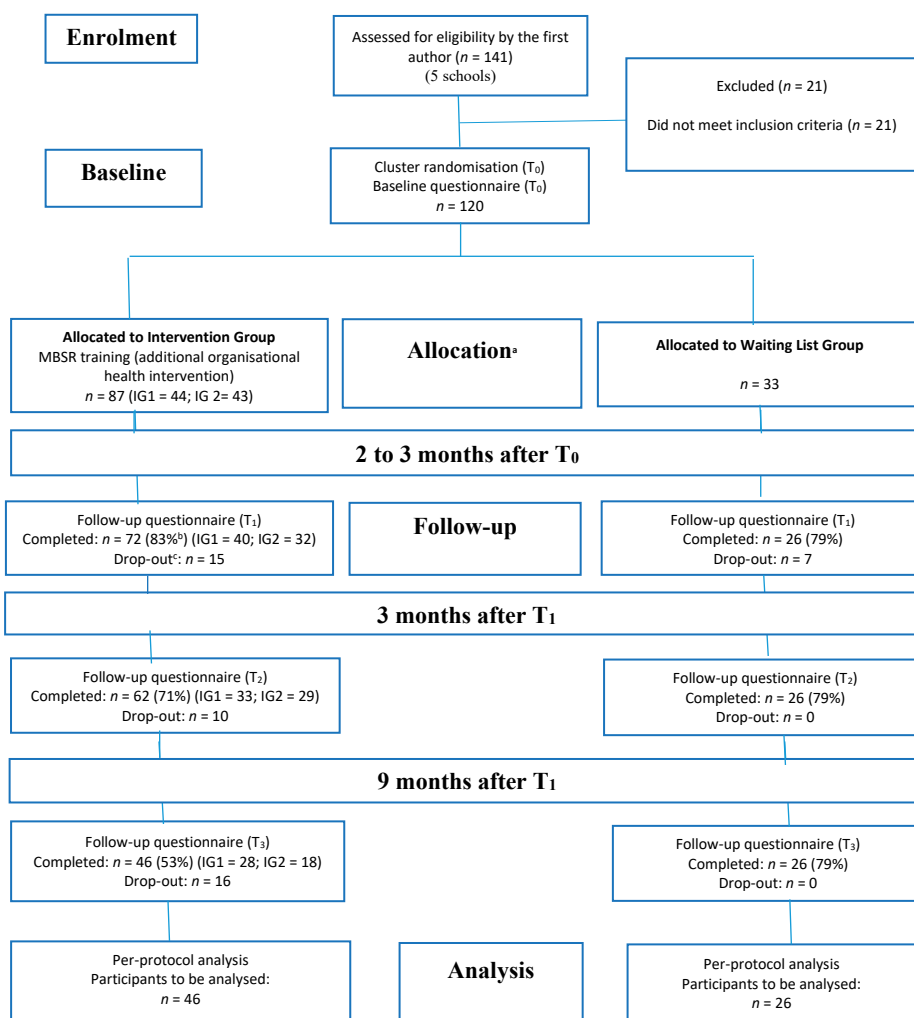 Enrolment
Assessed for eligibility by the first
author (n = 141)
(5 schools)
Excluded (n = 21)
Did not meet inclusion criteria (n = 21)
Baseline
Cluster randomisation (T₀)
Baseline questionnaire (T₀)
n = 120
Allocated to Intervention Group
MBSR training (additional organisational
health intervention)
n = 87 (IG1 = 44; IG 2= 43)
Allocationᵃ
Allocated to Waiting List Group
n = 33
2 to 3 months after T₀
Follow-up questionnaire (T₁)
Completed: n = 72 (83%ᵇ) (IG1 = 40; IG2 = 32)
Drop-outᶜ: n = 15
Follow-up
Follow-up questionnaire (T₁)
Completed: n = 26 (79%)
Drop-out: n = 7
3 months after T₁
Follow-up questionnaire (T₂)
Completed: n = 62 (71%) (IG1 = 33; IG2 = 29)
Drop-out: n = 10
Follow-up questionnaire (T₂)
Completed: n = 26 (79%)
Drop-out: n = 0
9 months after T₁
Follow-up questionnaire (T₃)
Completed: n = 46 (53%) (IG1 = 28; IG2 = 18)
Drop-out: n = 16
Follow-up questionnaire (T₃)
Completed: n = 26 (79%)
Drop-out: n = 0
Per-protocol analysis
Participants to be analysed:
n = 46
Analysis
Per-protocol analysis
Participants to be analysed:
n = 26